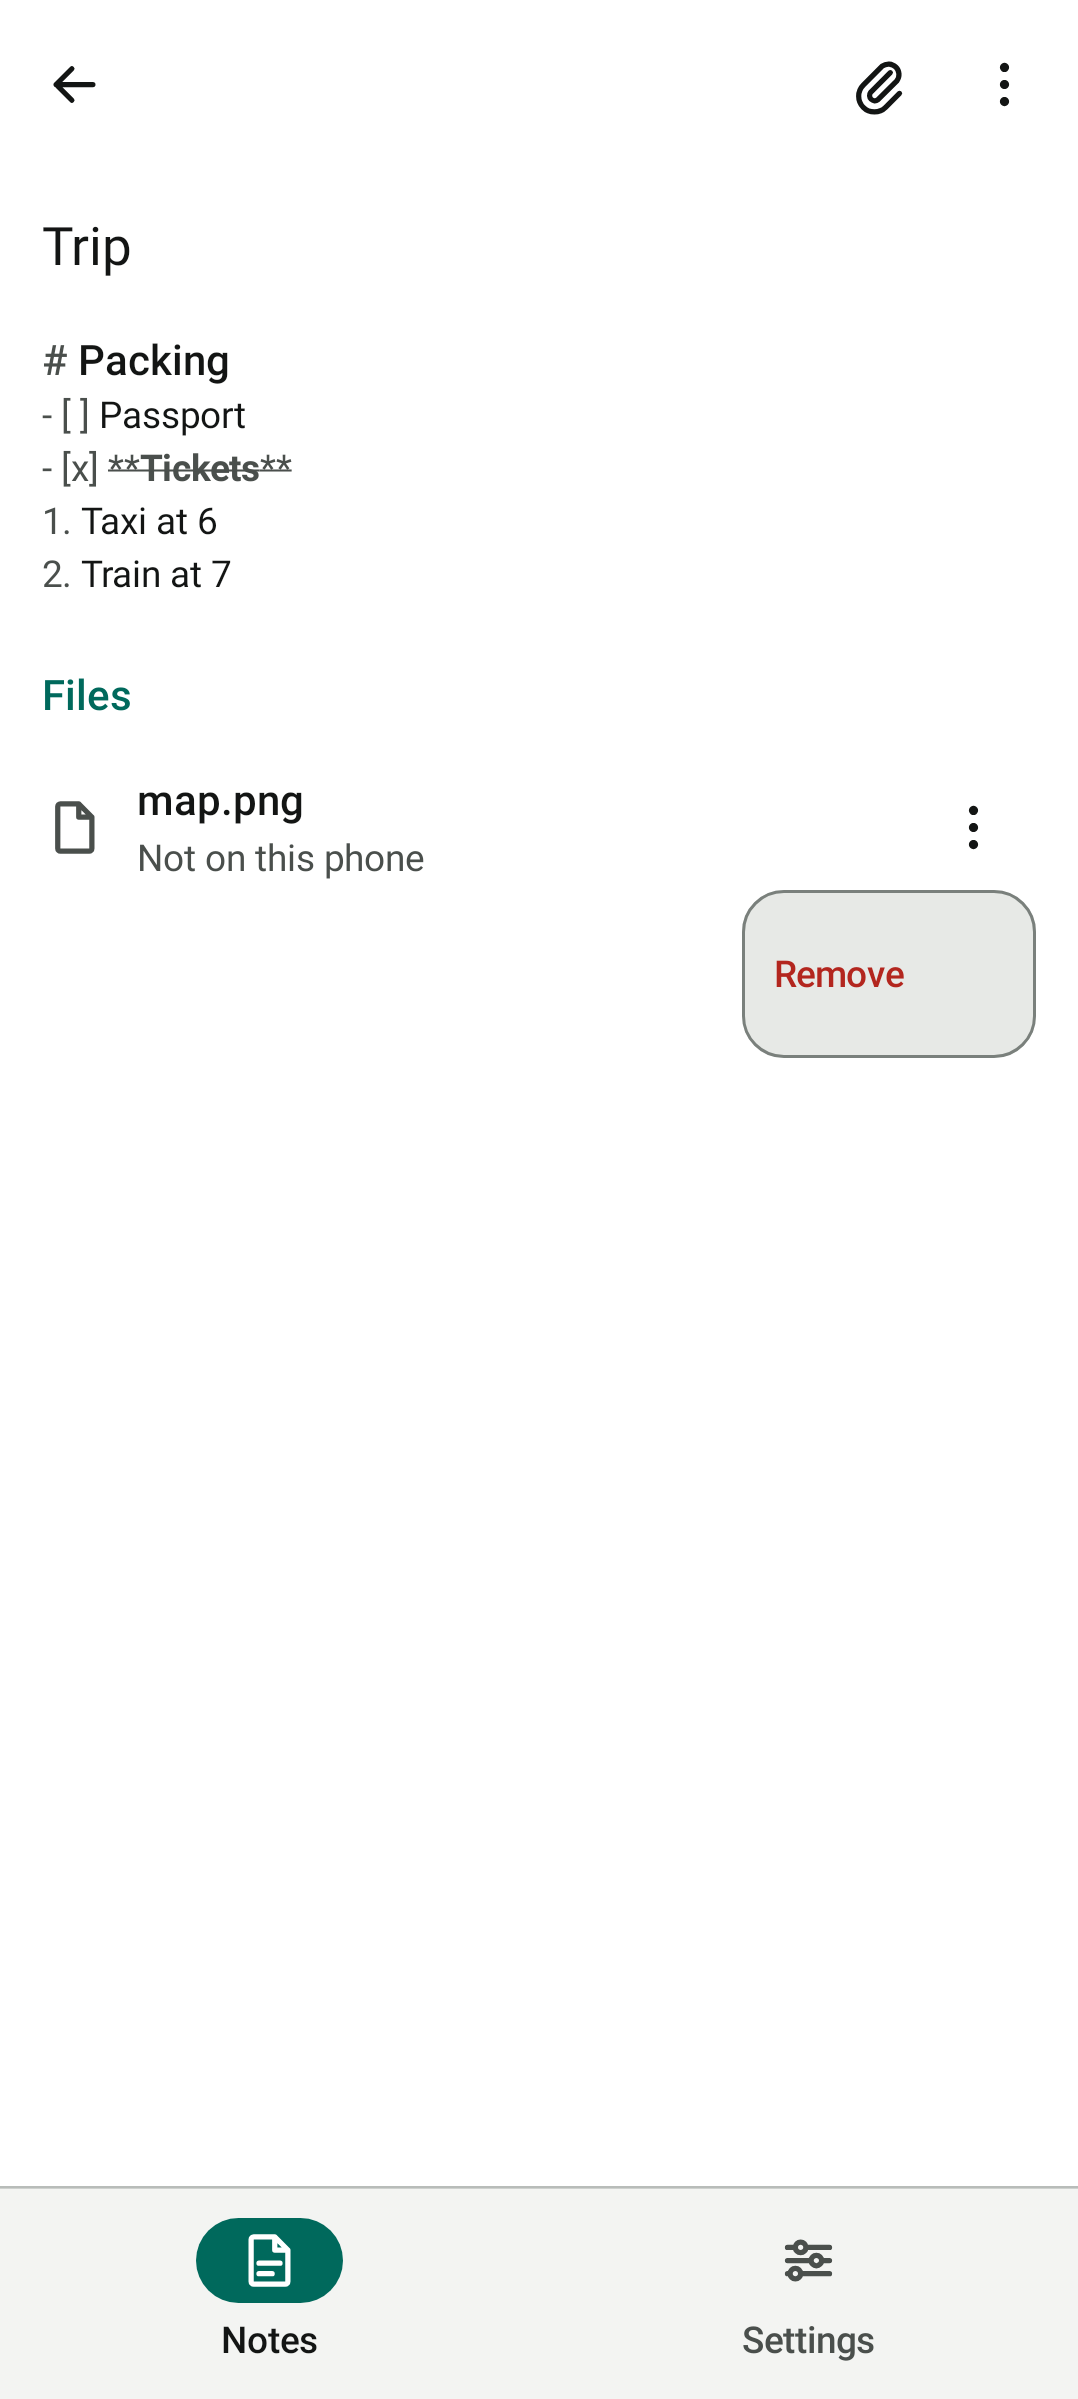 Trip
# Packing
- [ ] Passport
- [x] **Tickets**
1. Taxi at 6
2. Train at 7
Files
map.png
Not on this phone
Remove
Notes
Settings